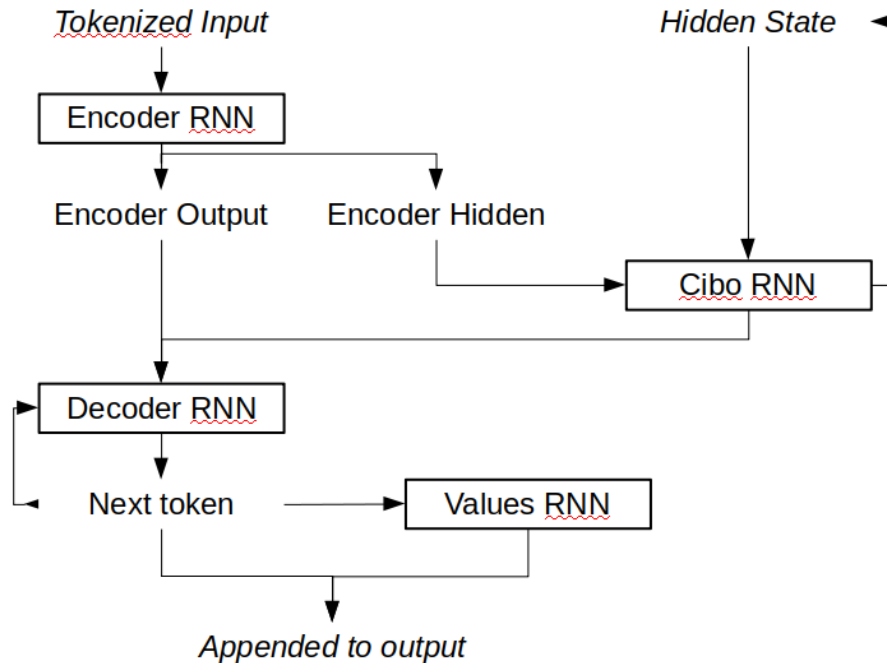 Tokenized Input
Hidden State
Encoder RNN
Encoder Output
Encoder Hidden
Cibo RNN
Decoder RNN
Next token
Values RNN
Appended to output